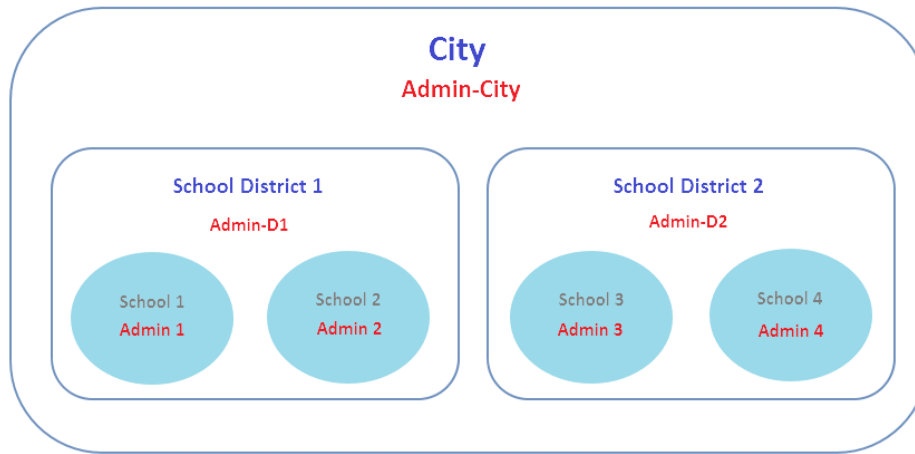 City
Admin-City
School District 1
Admin-D1
School 1
Admin 1
School 2
Admin 2
School District 2
Admin-D2
School 3
Admin 3
School 4
Admin 4